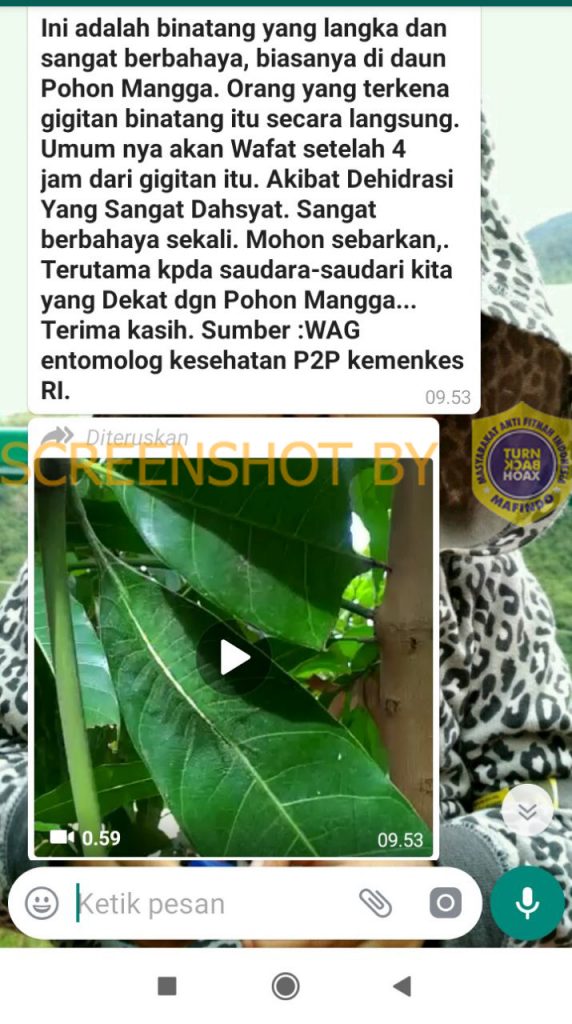 Ini adalah binatang yang langka dan
sangat berbahaya, biasanya di daun
Pohon Mangga. Orang yang terkena
gigitan binatang itu secara langsung.
Umum nya akan Wafat setelah 4
jam dari gigitan itu. Akibat Dehidrasi
Yang Sangat Dahsyat. Sangat
berbahaya sekali. Mohon sebarkan,.
Terutama kpda saudara-saudari kita
yang Dekat dgn Pohon Mangga...
Terima kasih. Sumber :WAG
entomolog kesehatan P2P kemenkes
RI.
09.53
Diteruskan
SCREENSHOT BY
MASYARAKAT ANTI FITNAH INDONESIA
TURN
BACK
HOAX
MAFINDO
0.59
09.53
Ketik pesan